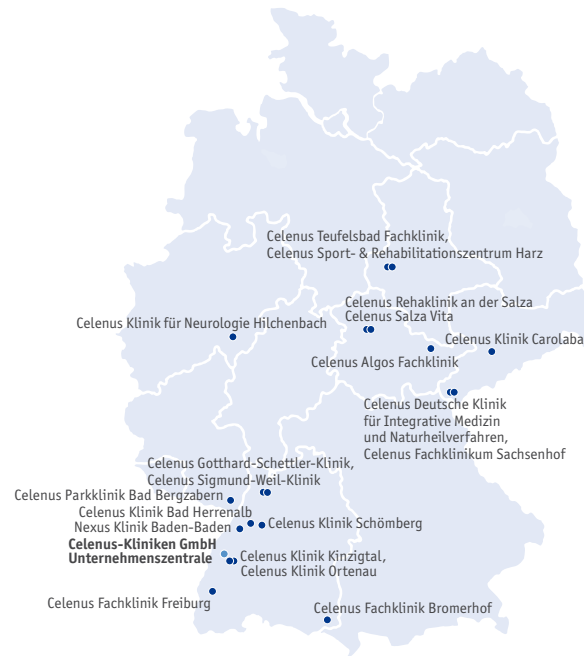 Celenus Teufelsbad Fachklinik,
Celenus Sport- & Rehabilitationszentrum Harz
Celenus Rehaklinik an der Salza
Celenus Salza Vita
Celenus Klinik für Neurologie Hilchenbach
Celenus Klinik Carolabad
Celenus Algos Fachklinik
Celenus Deutsche Klinik
für Integrative Medizin
und Naturheilverfahren,
Celenus Fachklinikum Sachsenhof
Celenus Gotthard-Schettler-Klinik,
Celenus Sigmund-Weil-Klinik
Celenus Parkklinik Bad Bergzabern
Celenus Klinik Bad Herrenalb
Nexus Klinik Baden-Baden
Celenus Klinik Schömberg
Celenus-Kliniken GmbH
Unternehmenszentrale
Celenus Klinik Kinzigtal,
Celenus Klinik Ortenau
Celenus Fachklinik Freiburg
Celenus Fachklinik Bromerhof